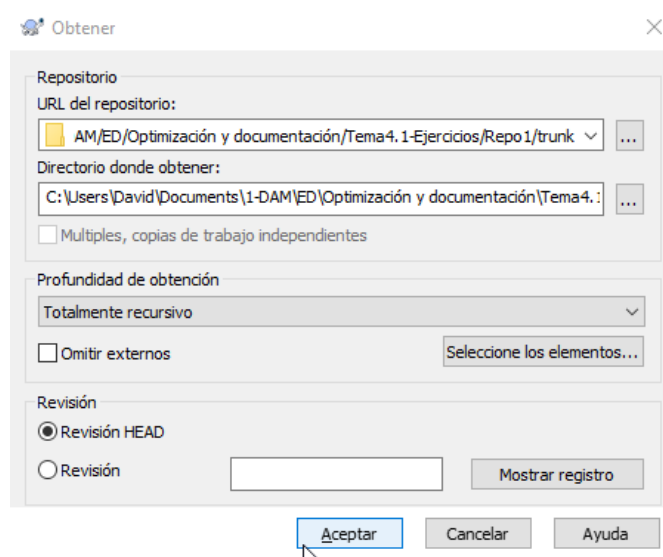 Obtener
Repositorio
URL del repositorio:
AM/ED/Optimización y documentación/Tema4.1-Ejercicios/Repo1/trunk
...
Directorio donde obtener:
C:\Users\David\Documents\1-DAM\ED\Optimización y documentación\Tema4.1
...
Multiples, copias de trabajo independientes
Profundidad de obtención
Totalmente recursivo
Omitir externos
Seleccione los elementos...
Revisión
Revisión HEAD
Revisión
Mostrar registro
Aceptar
Cancelar
Ayuda